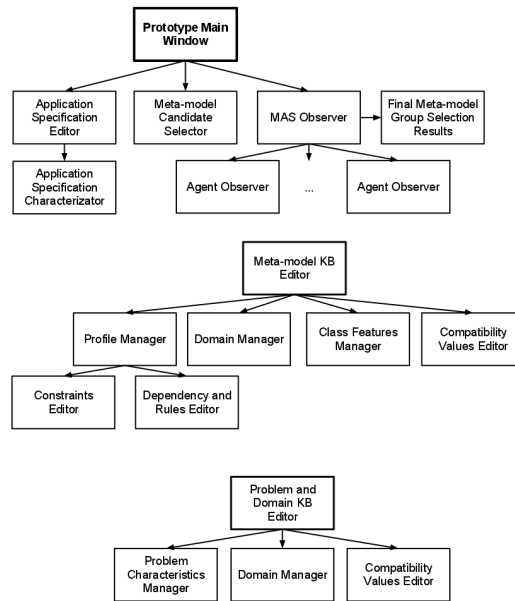 Prototype Main
Window
Application
Specification
Editor
Meta-model
Candidate
Selector
MAS Observer
Final Meta-model
Group Selection
Results
Application
Specification
Characterizator
Agent Observer
...
Agent Observer
Meta-model KB
Editor
Profile Manager
Domain Manager
Class Features
Manager
Compatibility
Values Editor
Constraints
Editor
Dependency and
Rules Editor
Problem and
Domain KB
Editor
Problem
Characteristics
Manager
Domain Manager
Compatibility
Values Editor